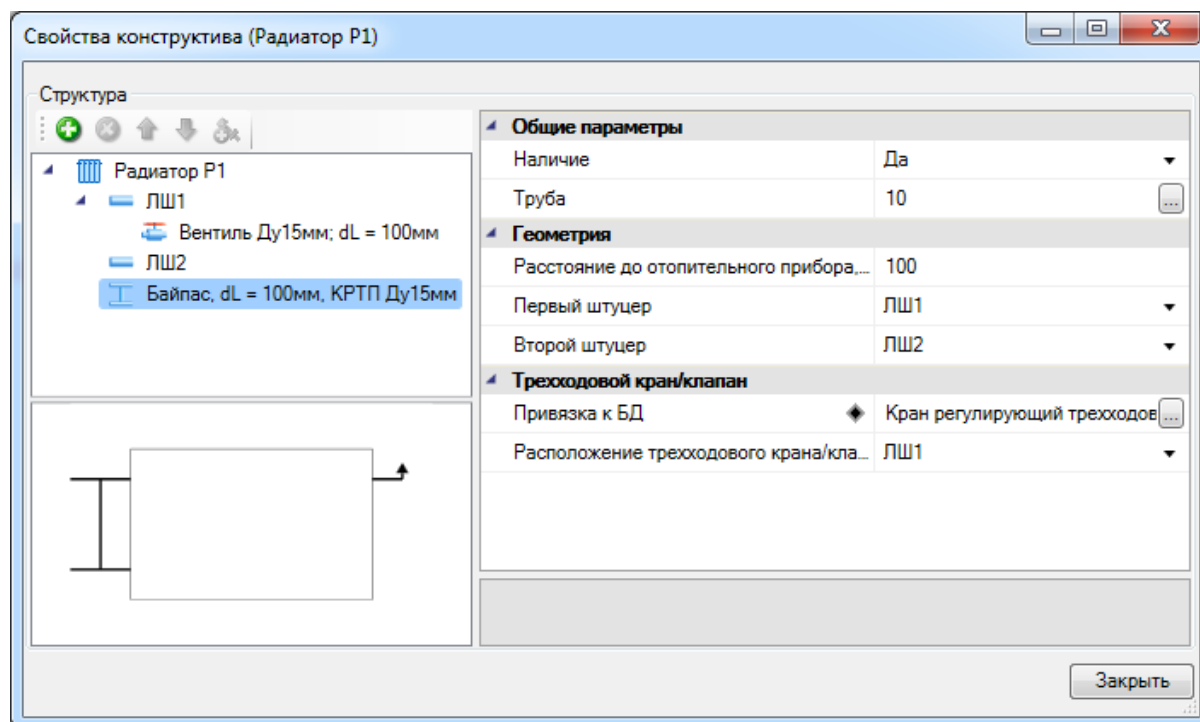 Свойства конструктива (Радиатор Р1)
Структура
Радиатор Р1
ЛШ1
Вентиль Ду15мм; dL = 100мм
ЛШ2
Байпас, dL = 100мм, КРТП Ду15мм
Общие параметры
Наличие Да
Труба 10 ...
Геометрия
Расстояние до отопительного прибора,... 100
Первый штуцер ЛШ1
Второй штуцер ЛШ2
Трехходовой кран/клапан
Привязка к БД Кран регулирующий трехходов ...
Расположение трехходового крана/кла... ЛШ1
Закрыть